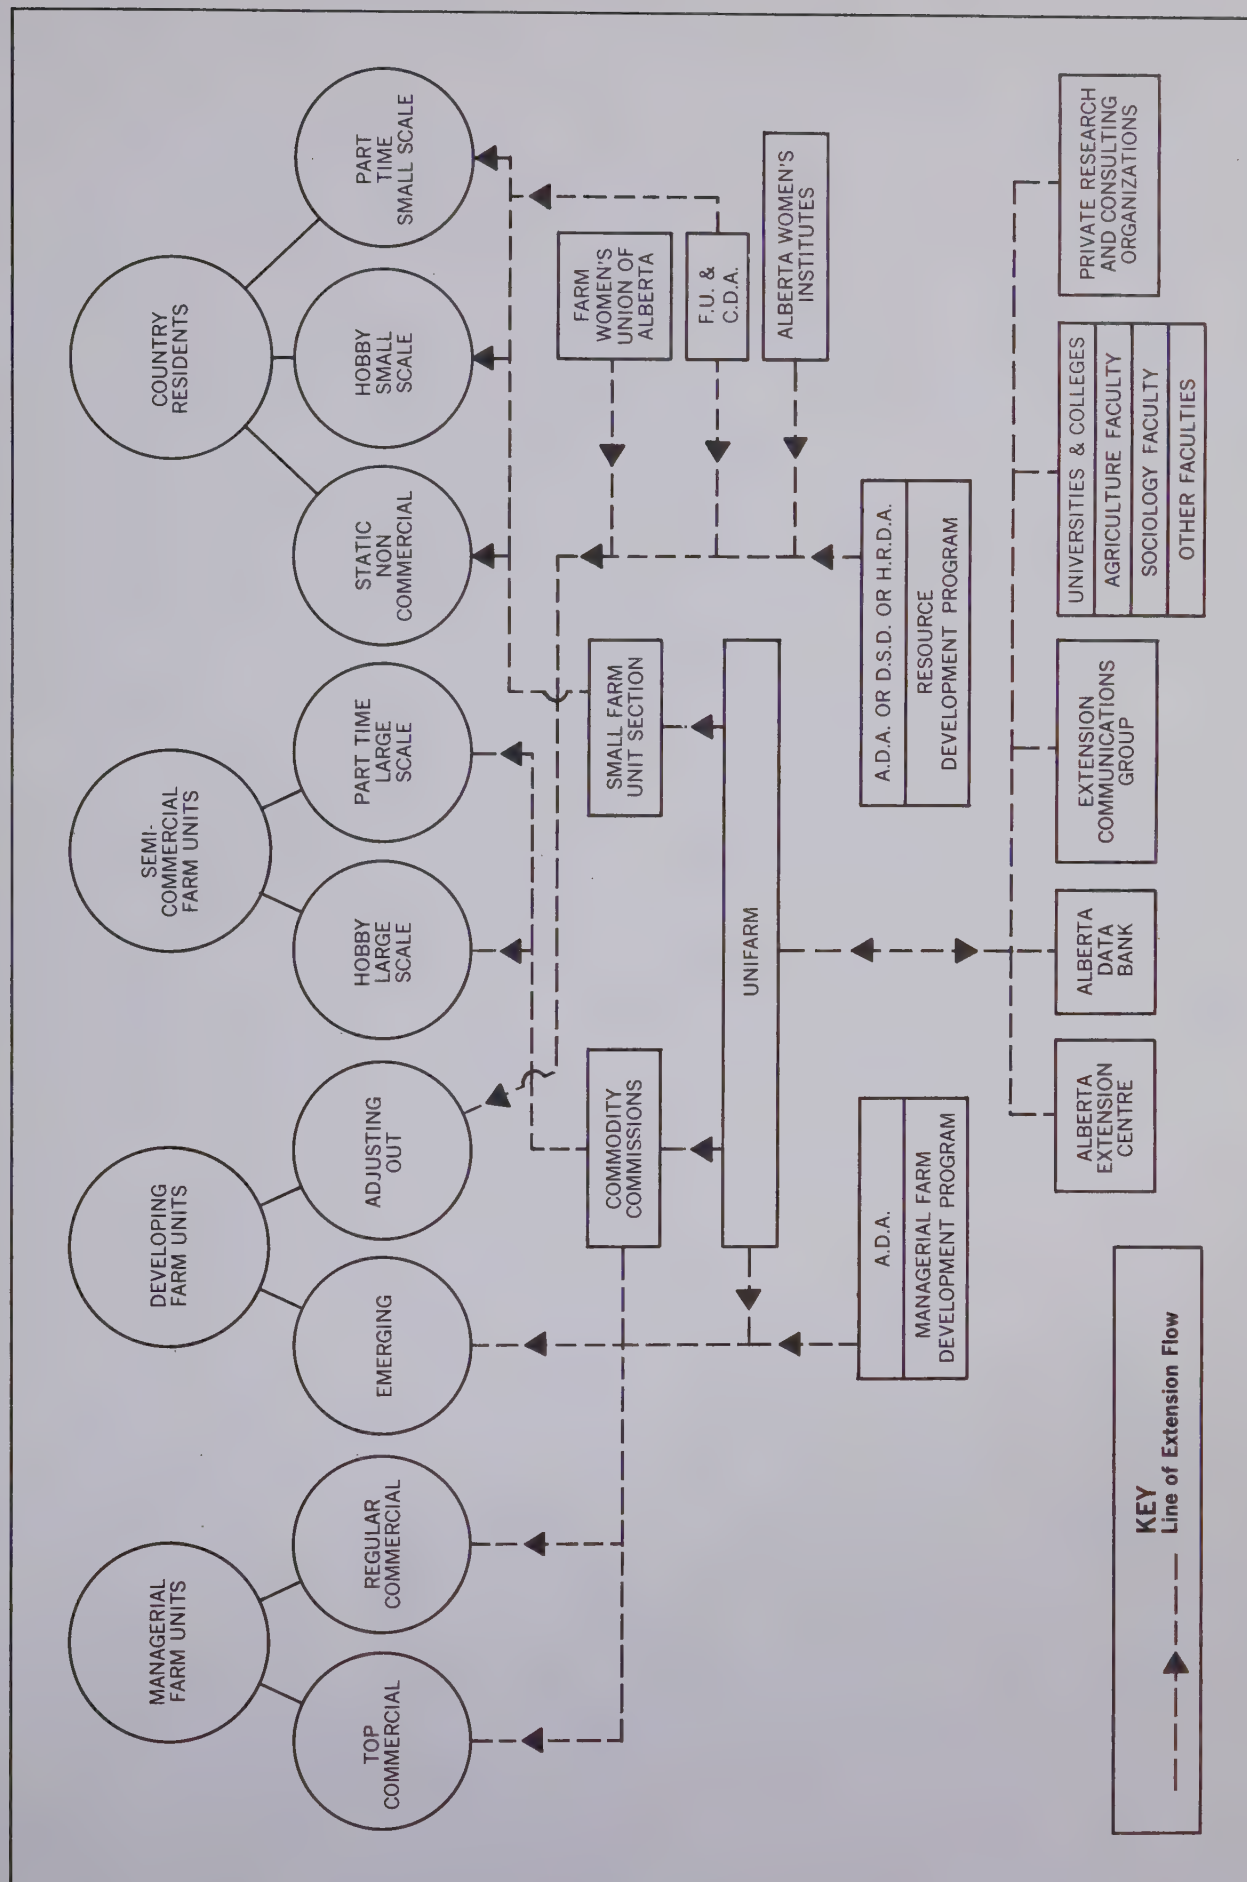 MANAGERIAL
FARM UNITS
DEVELOPING
FARM UNITS
SEMI-
COMMERCIAL
FARM UNITS
COUNTRY
RESIDENTS
TOP
COMMERCIAL
REGULAR
COMMERCIAL
EMERGING
ADJUSTING
OUT
HOBBY
LARGE
SCALE
PART TIME
LARGE
SCALE
STATIC
NON
COMMERCIAL
HOBBY
SMALL
SCALE
PART
TIME
SMALL SCALE
COMMODITY
COMMISSIONS
SMALL FARM
UNIT SECTION
FARM
WOMEN'S
UNION OF
ALBERTA
F.U. &
C.D.A.
ALBERTA WOMEN'S
INSTITUTES
UNIFARM
A.D.A.
MANAGERIAL FARM
DEVELOPMENT PROGRAM
A.D.A. OR D.S.D. OR H.R.D.A.
RESOURCE
DEVELOPMENT PROGRAM
ALBERTA
EXTENSION
CENTRE
ALBERTA
DATA
BANK
EXTENSION
COMMUNICATIONS
GROUP
UNIVERSITIES & COLLEGES
AGRICULTURE FACULTY
SOCIOLOGY FACULTY
OTHER FACULTIES
PRIVATE RESEARCH
AND CONSULTING
ORGANIZATIONS
KEY
Line of Extension Flow